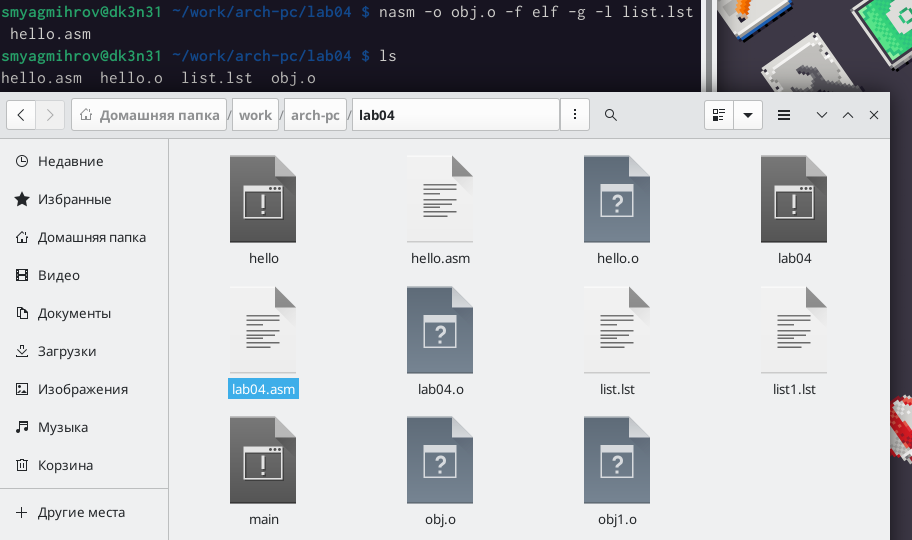 smyagmihrov@dk3n31 ~/work/arch-pc/lab04 $ nasm -o obj.o -f elf -g -l list.lst
hello.asm
smyagmihrov@dk3n31 ~/work/arch-pc/lab04 $ ls
hello.asm  hello.o  list.lst  obj.o
Домашняя папка / work / arch-pc / lab04
Недавние
Избранные
Домашняя папка
Видео
Документы
Загрузки
Изображения
Музыка
Корзина
Другие места
hello hello.asm hello.o lab04
lab04.asm lab04.o list.lst list1.lst
main obj.o obj1.o